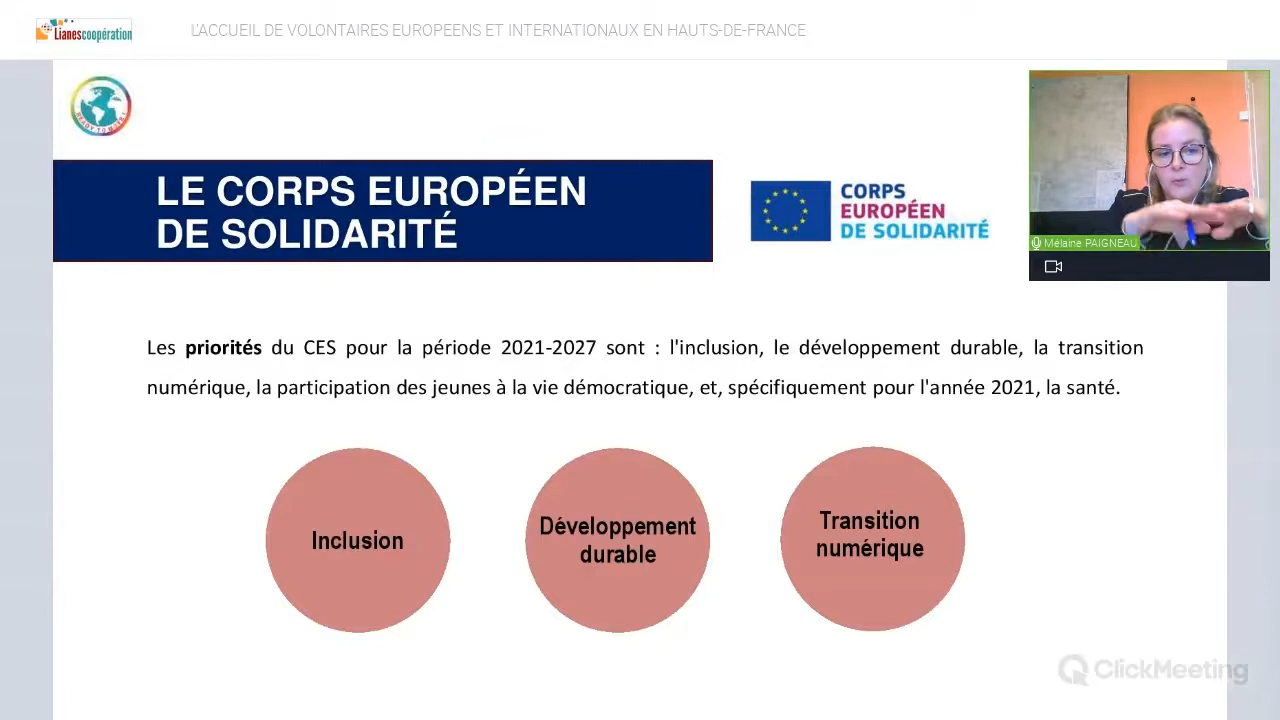 Lianescoopération
L'ACCUEIL DE VOLONTAIRES EUROPEENS ET INTERNATIONAUX EN HAUTS-DE-FRANCE
LE CORPS EUROPÉEN
DE SOLIDARITÉ
CORPS
EUROPÉEN
DE SOLIDARITÉ
Mélaine PAIGNEAU
Les priorités du CES pour la période 2021-2027 sont : l'inclusion, le développement durable, la transition
numérique, la participation des jeunes à la vie démocratique, et, spécifiquement pour l'année 2021, la santé.
Inclusion
Développement
durable
Transition
numérique
ClickMeeting